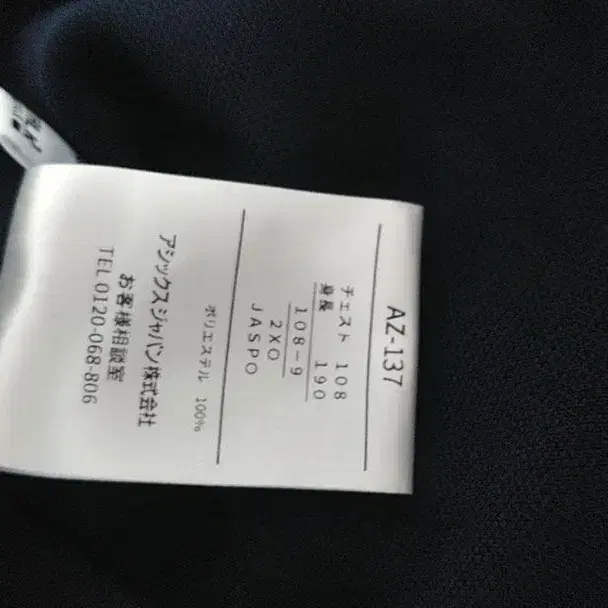 AZ-137
チェスト 108
身長 190
108-9
2XO
JASPO
ポリエステル 100%
アシックスジャパン株式会社
お客様相談室
TEL 0120-068-806